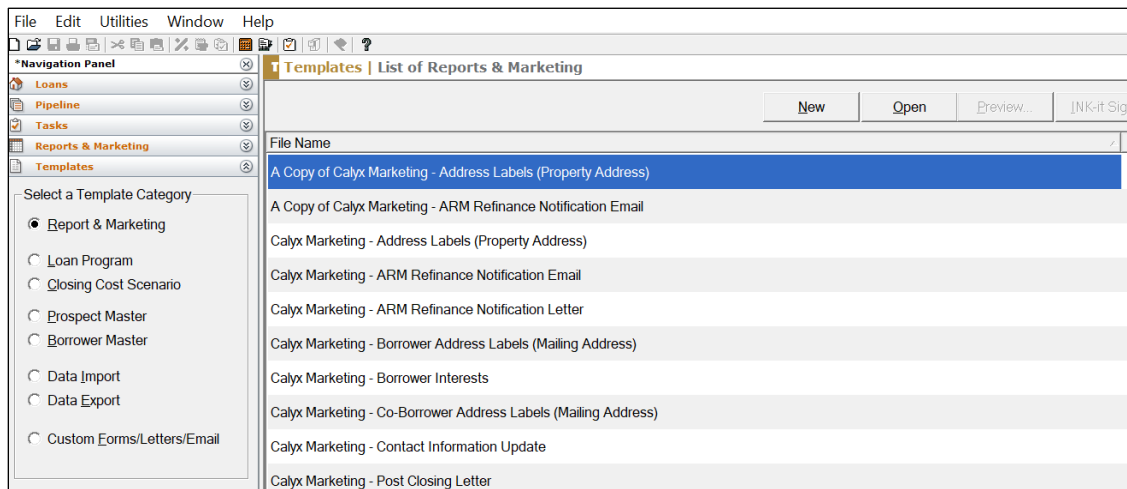 File Edit Utilities Window Help
*Navigation Panel
Loans
Pipeline
Tasks
Reports & Marketing
Templates
Select a Template Category
Report & Marketing
Loan Program
Closing Cost Scenario
Prospect Master
Borrower Master
Data Import
Data Export
Custom Forms/Letters/Email
T Templates | List of Reports & Marketing
New Open Preview... INK-it Sig
File Name
A Copy of Calyx Marketing - Address Labels (Property Address)
A Copy of Calyx Marketing - ARM Refinance Notification Email
Calyx Marketing - Address Labels (Property Address)
Calyx Marketing - ARM Refinance Notification Email
Calyx Marketing - ARM Refinance Notification Letter
Calyx Marketing - Borrower Address Labels (Mailing Address)
Calyx Marketing - Borrower Interests
Calyx Marketing - Co-Borrower Address Labels (Mailing Address)
Calyx Marketing - Contact Information Update
Calyx Marketing - Post Closing Letter